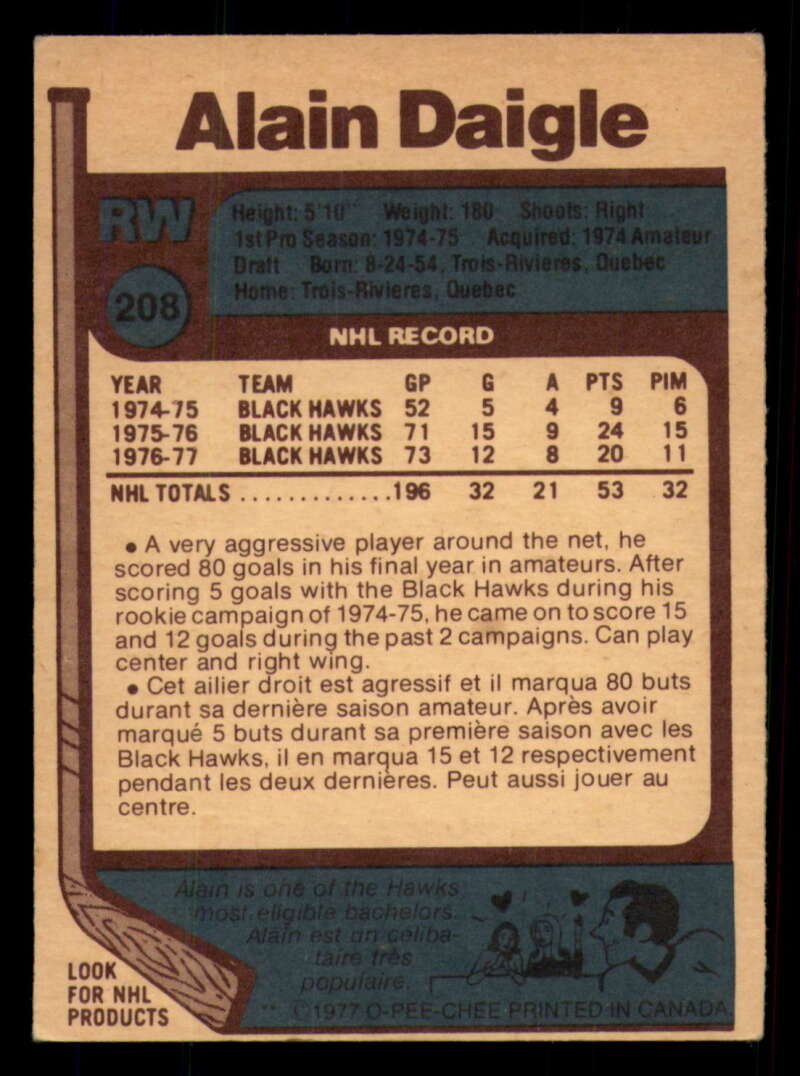 Alain Daigle
RW
208
Height: 5'10" Weight: 180 Shoots: Right
1st Pro Season: 1974-75 Acquired: 1974 Amateur
Draft Born: 8-24-54, Trois-Rivieres, Quebec
Home: Trois-Rivieres, Quebec
NHL RECORD
YEAR TEAM GP G A PTS PIM
1974-75 BLACK HAWKS 52 5 4 9 6
1975-76 BLACK HAWKS 71 15 9 24 15
1976-77 BLACK HAWKS 73 12 8 20 11
NHL TOTALS .............196 32 21 53 32
• A very aggressive player around the net, he
scored 80 goals in his final year in amateurs. After
scoring 5 goals with the Black Hawks during his
rookie campaign of 1974-75, he came on to score 15
and 12 goals during the past 2 campaigns. Can play
center and right wing.
• Cet ailier droit est agressif et il marqua 80 buts
durant sa dernière saison amateur. Après avoir
marqué 5 buts durant sa première saison avec les
Black Hawks, il en marqua 15 et 12 respectivement
pendant les deux dernières. Peut aussi jouer au
centre.
Alain is one of the Hawks
most eligible bachelors.
Alain est un céliba-
taire très
populaire.
LOOK
FOR NHL
PRODUCTS
** ©1977 O-PEE-CHEE PRINTED IN CANADA